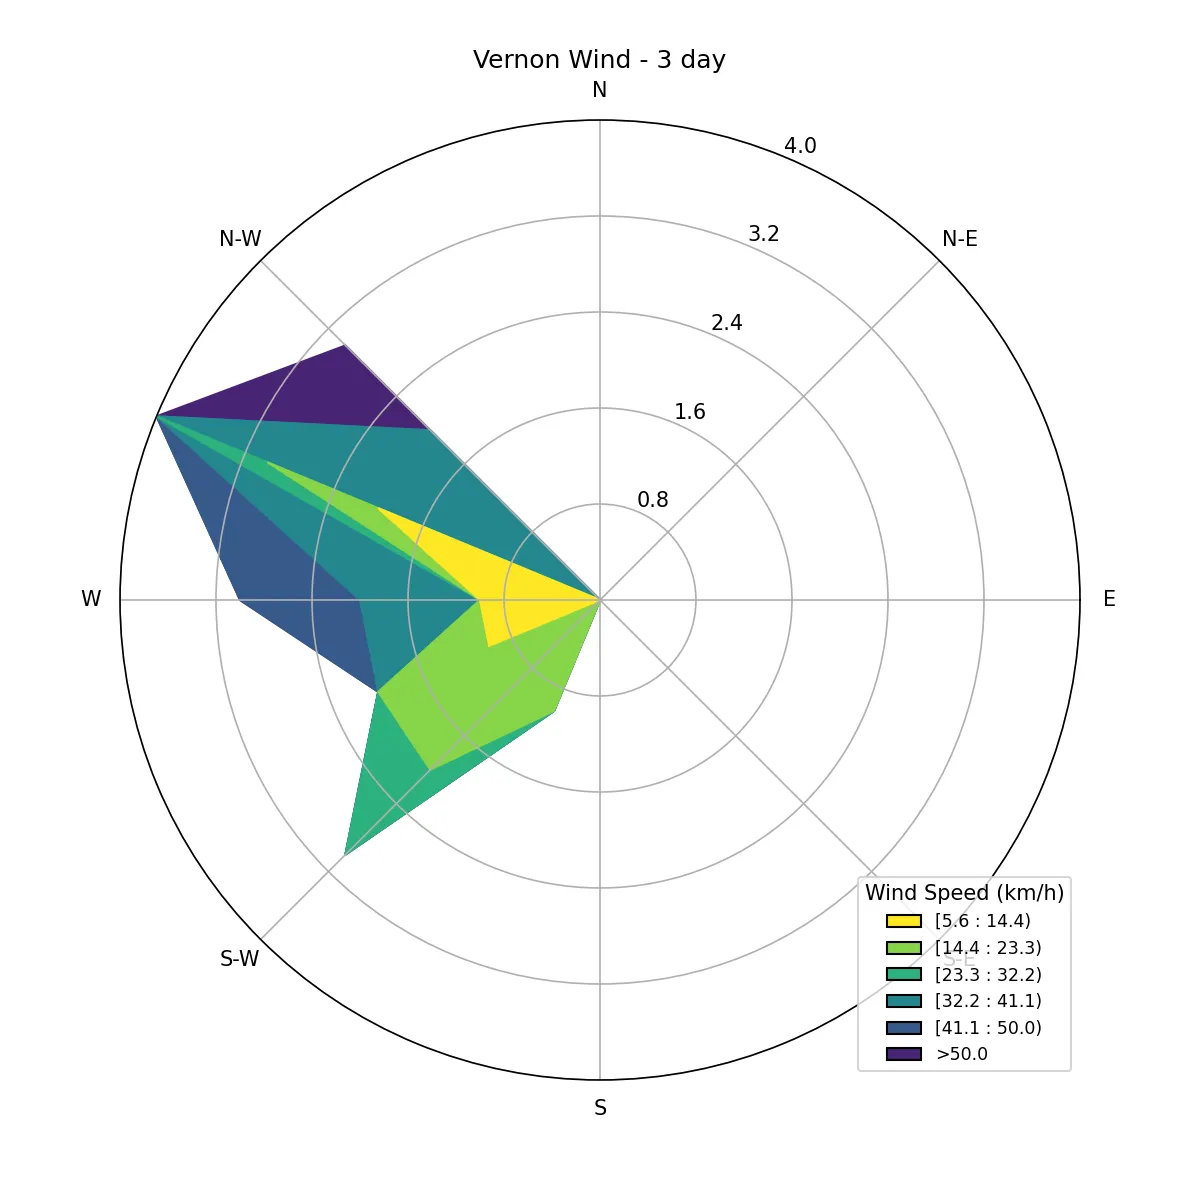 Vernon Wind - 3 day
N
4.0
N-W
3.2
N-E
2.4
1.6
0.8
W
E
S-W
S-E
S
Wind Speed (km/h)
[5.6 : 14.4)
[14.4 : 23.3)
[23.3 : 32.2)
[32.2 : 41.1)
[41.1 : 50.0)
>50.0